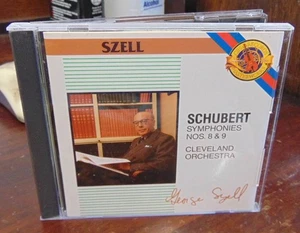 SZELL
SCHUBERT
SYMPHONIES
NOS. 8 & 9
CLEVELAND
ORCHESTRA
George Szell